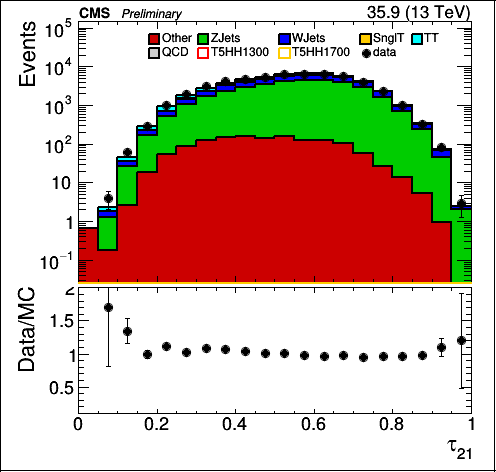 CMS Preliminary 35.9 (13 TeV)
Events
Other ZJets WJets SnglT TT
QCD T5HH1300 T5HH1700 data
10^5
10^4
10^3
10^2
10
1
10^-1
Data/MC
2
1.5
1
0.5
0 0.2 0.4 0.6 0.8 1
τ_21